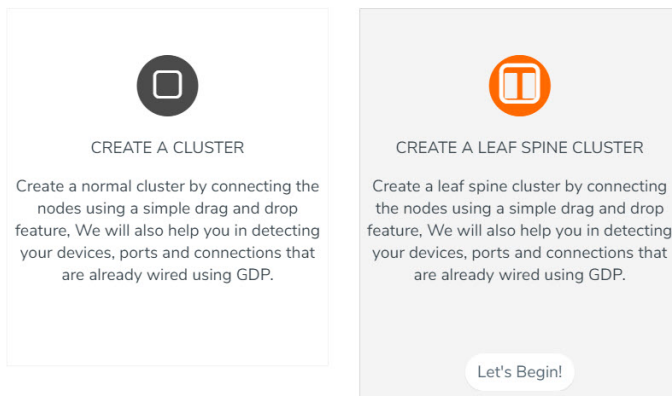 CREATE A CLUSTER
Create a normal cluster by connecting the
nodes using a simple drag and drop
feature, We will also help you in detecting
your devices, ports and connections that
are already wired using GDP.
CREATE A LEAF SPINE CLUSTER
Create a leaf spine cluster by connecting
the nodes using a simple drag and drop
feature, We will also help you in detecting
your devices, ports and connections that
are already wired using GDP.
Let's Begin!